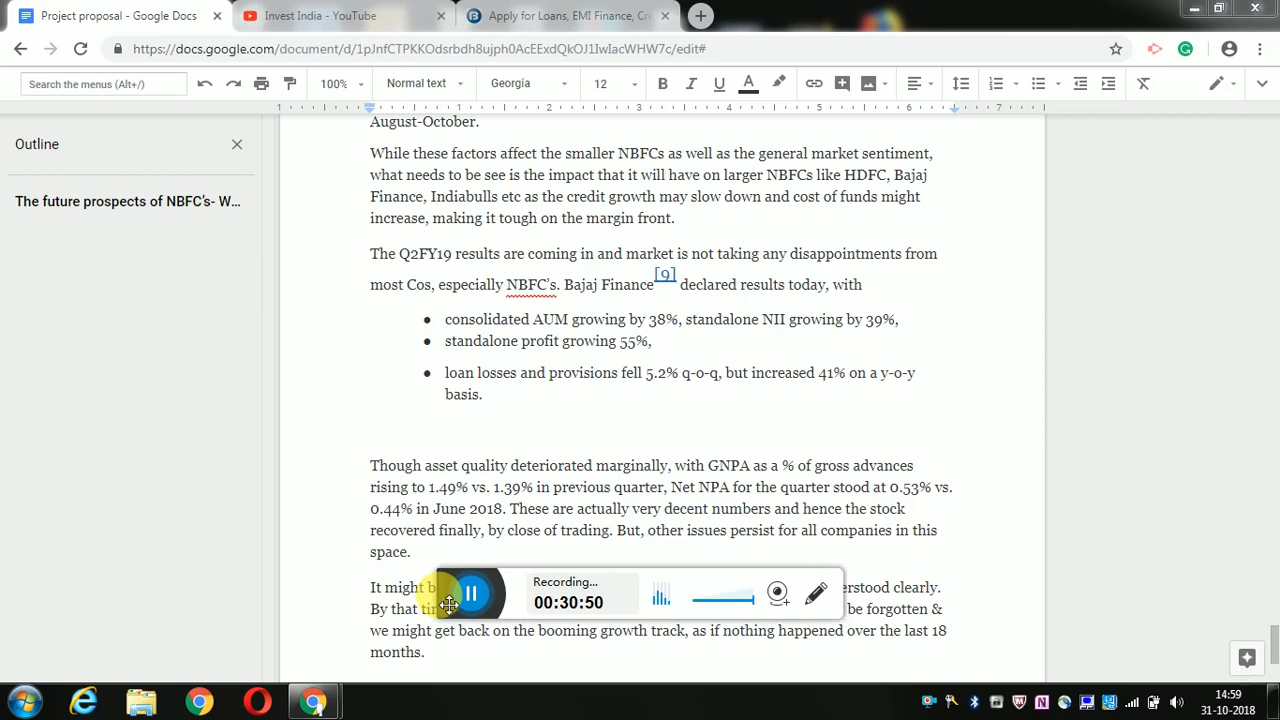 Project proposal - Google Docs
Invest India - YouTube
Apply for Loans, EMI Finance, Cre
https://docs.google.com/document/d/1pJnfCTPKKOdsrbdh8ujph0AcEExdQkOJ1IwIacWHW7c/edit#
Search the menus (Alt+/)
100%
Normal text
Georgia
12
B I U A
1 1 2 3 4 5 6 7
Outline
The future prospects of NBFC's- W...
August-October.
While these factors affect the smaller NBFCs as well as the general market sentiment,
what needs to be see is the impact that it will have on larger NBFCs like HDFC, Bajaj
Finance, Indiabulls etc as the credit growth may slow down and cost of funds might
increase, making it tough on the margin front.
The Q2FY19 results are coming in and market is not taking any disappointments from
most Cos, especially NBFC's. Bajaj Finance[9] declared results today, with
● consolidated AUM growing by 38%, standalone NII growing by 39%,
● standalone profit growing 55%,
● loan losses and provisions fell 5.2% q-o-q, but increased 41% on a y-o-y
basis.
Though asset quality deteriorated marginally, with GNPA as a % of gross advances
rising to 1.49% vs. 1.39% in previous quarter, Net NPA for the quarter stood at 0.53% vs.
0.44% in June 2018. These are actually very decent numbers and hence the stock
recovered finally, by close of trading. But, other issues persist for all companies in this
space.
It might
clearly.
By that
be forgotten &
we might get back on the booming growth track, as if nothing happened over the last 18
months.
Recording...
00:30:50
14:59
31-10-2018